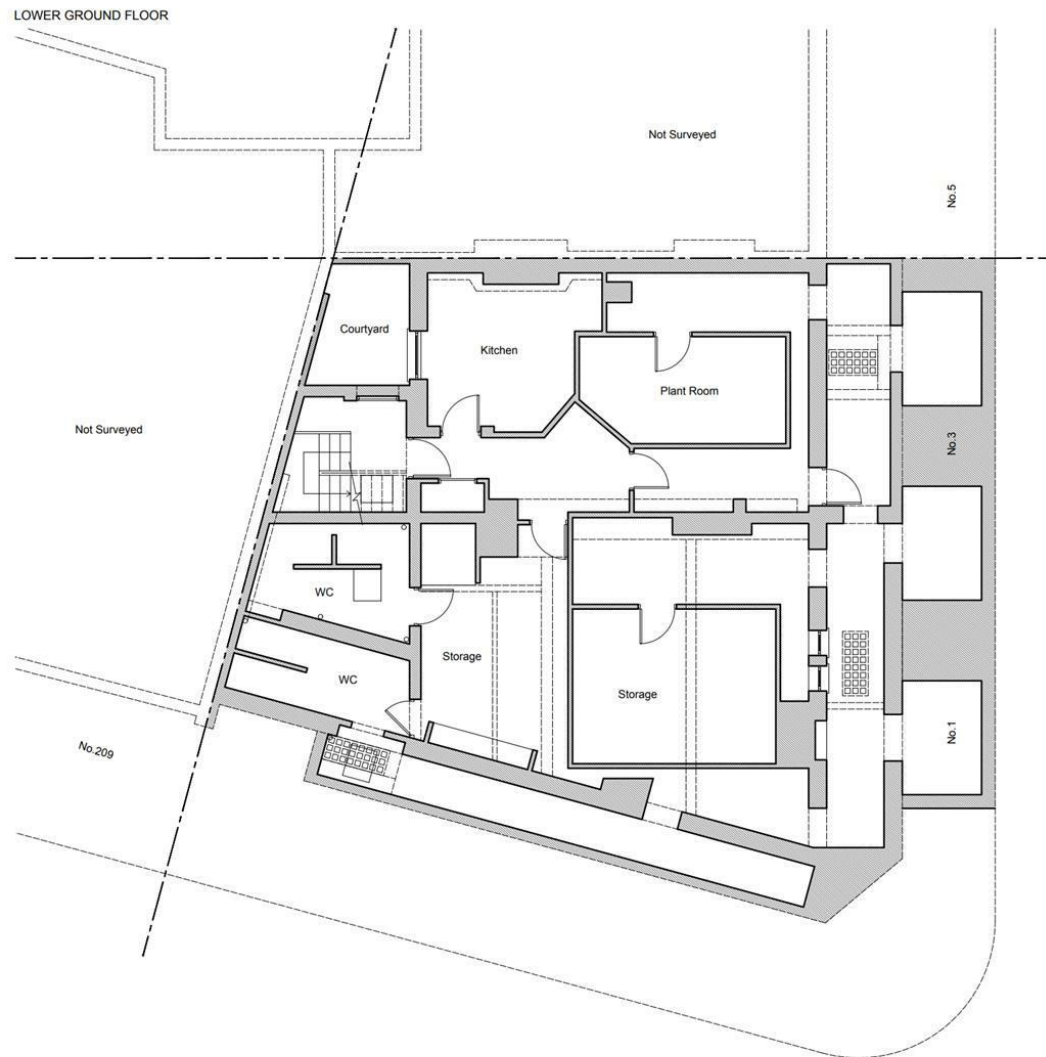 LOWER GROUND FLOOR
Not Surveyed
No.5
Courtyard
Kitchen
Plant Room
Not Surveyed
No.3
WC
Storage
WC
Storage
No.1
No.209